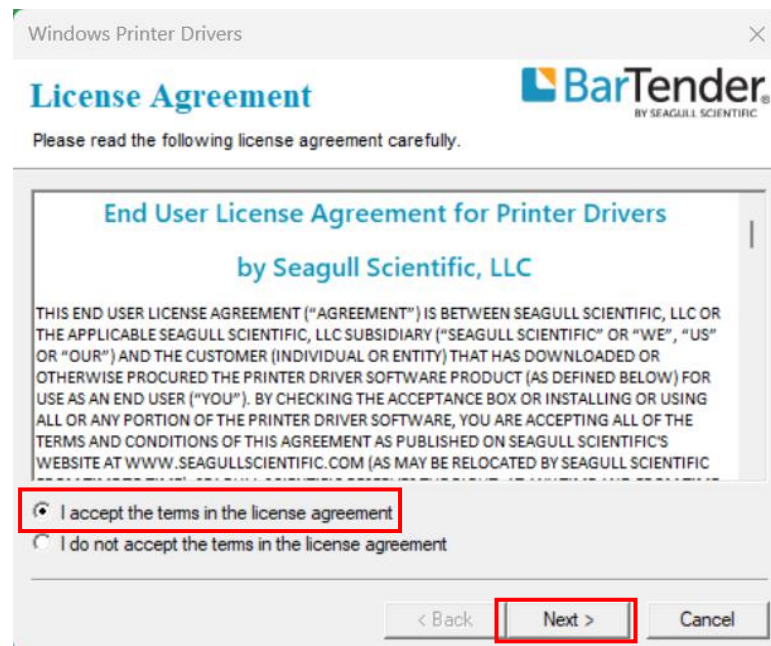 Windows Printer Drivers
License Agreement
BarTender®
BY SEAGULL SCIENTIFIC
Please read the following license agreement carefully.
End User License Agreement for Printer Drivers
by Seagull Scientific, LLC
THIS END USER LICENSE AGREEMENT (“AGREEMENT”) IS BETWEEN SEAGULL SCIENTIFIC, LLC OR
THE APPLICABLE SEAGULL SCIENTIFIC, LLC SUBSIDIARY (“SEAGULL SCIENTIFIC” OR “WE”, “US”
OR “OUR”) AND THE CUSTOMER (INDIVIDUAL OR ENTITY) THAT HAS DOWNLOADED OR
OTHERWISE PROCURED THE PRINTER DRIVER SOFTWARE PRODUCT (AS DEFINED BELOW) FOR
USE AS AN END USER (“YOU”). BY CHECKING THE ACCEPTANCE BOX OR INSTALLING OR USING
ALL OR ANY PORTION OF THE PRINTER DRIVER SOFTWARE, YOU ARE ACCEPTING ALL OF THE
TERMS AND CONDITIONS OF THIS AGREEMENT AS PUBLISHED ON SEAGULL SCIENTIFIC'S
WEBSITE AT WWW.SEAGULLSCIENTIFIC.COM (AS MAY BE RELOCATED BY SEAGULL SCIENTIFIC
I accept the terms in the license agreement
I do not accept the terms in the license agreement
< Back
Next >
Cancel